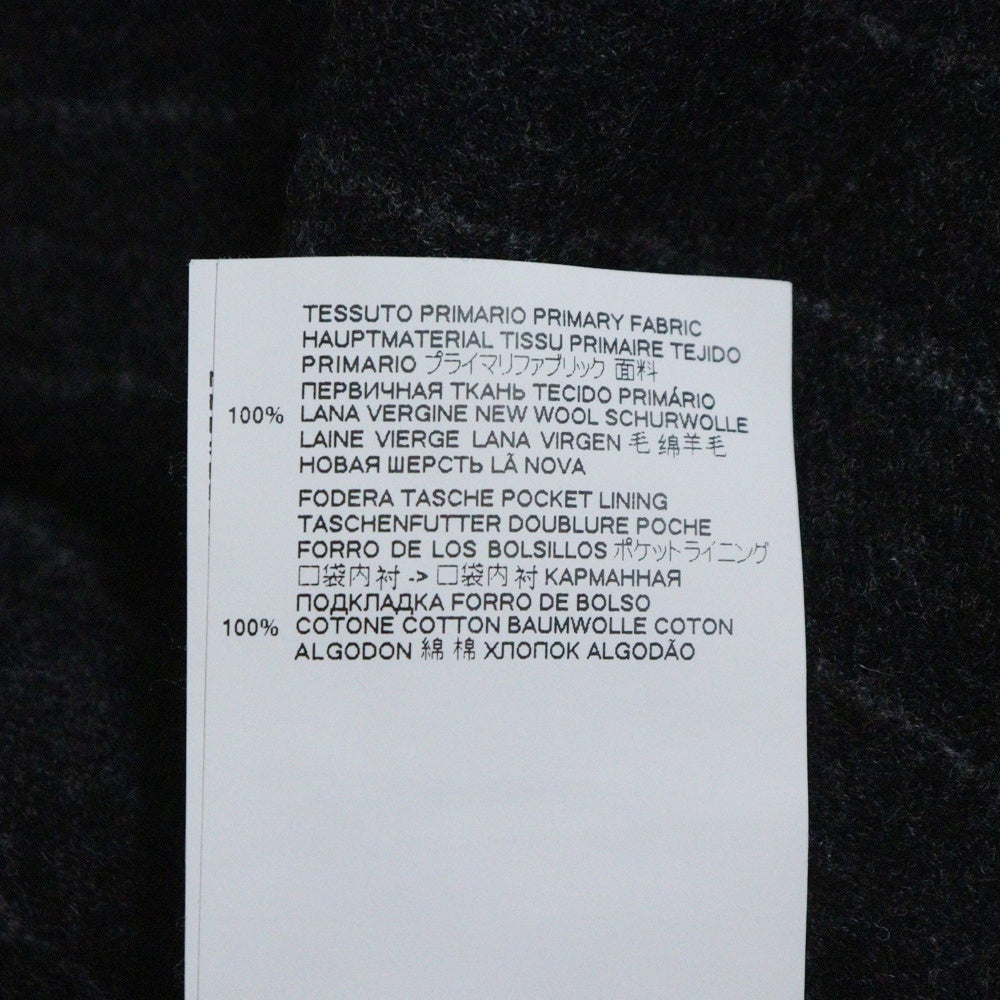 TESSUTO PRIMARIO PRIMARY FABRIC
HAUPTMATERIAL TISSU PRIMAIRE TEJIDO
PRIMARIO プライマリファブリック 面料
ПЕРВИЧНАЯ ТКАНЬ TECIDO PRIMÁRIO
100% LANA VERGINE NEW WOOL SCHURWOLLE
LAINE VIERGE LANA VIRGEN 毛 绵羊毛
НОВАЯ ШЕРСТЬ LÃ NOVA
FODERA TASCHE POCKET LINING
TASCHENFUTTER DOUBLURE POCHE
FORRO DE LOS BOLSILLOS ポケットライニング
口袋内衬 -> 口袋内衬 КАРМАННАЯ
ПОДКЛАДКА FORRO DE BOLSO
100% COTONE COTTON BAUMWOLLE COTON
ALGODON 綿 棉 ХЛОПОК ALGODÃO